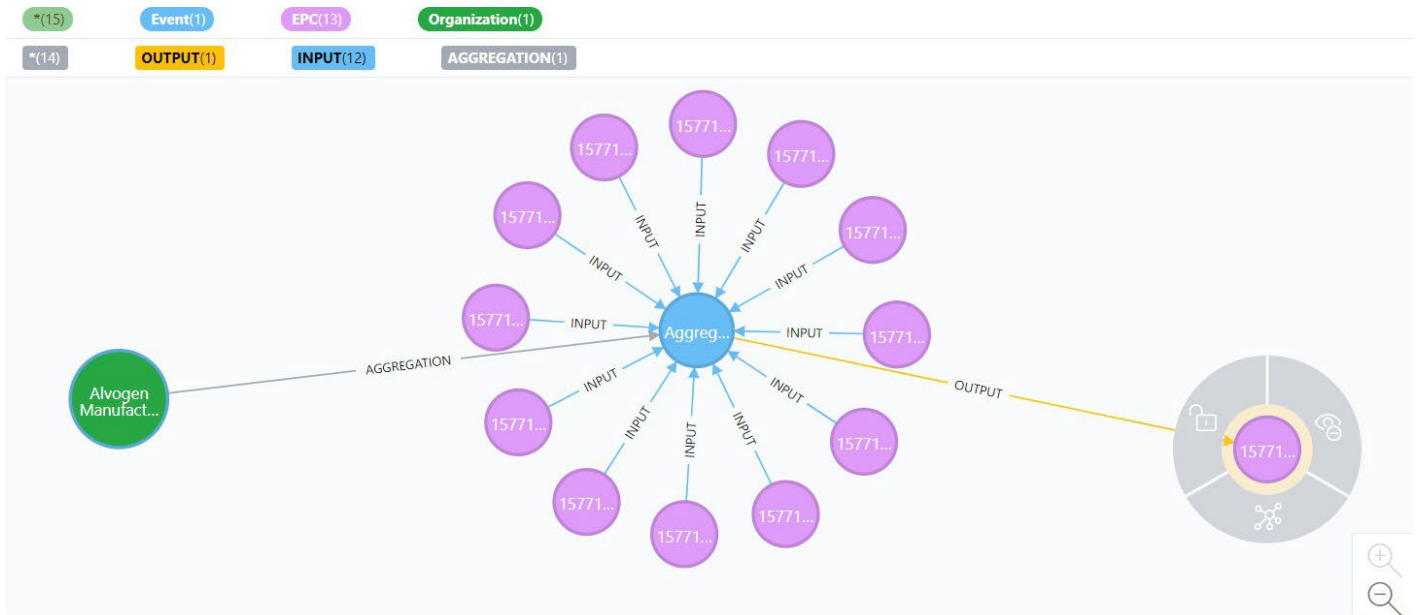 *(15) Event(1) EPC(13) Organization(1)
*(14) OUTPUT(1) INPUT(12) AGGREGATION(1)
15771...
15771...
15771...
15771...
15771...
15771...
15771...
15771...
15771...
15771...
15771...
15771...
15771...
INPUT
INPUT
INPUT
INPUT
INPUT
INPUT
INPUT
INPUT
INPUT
INPUT
INPUT
INPUT
Aggreg...
AGGREGATION
OUTPUT
Alvogen
Manufact...